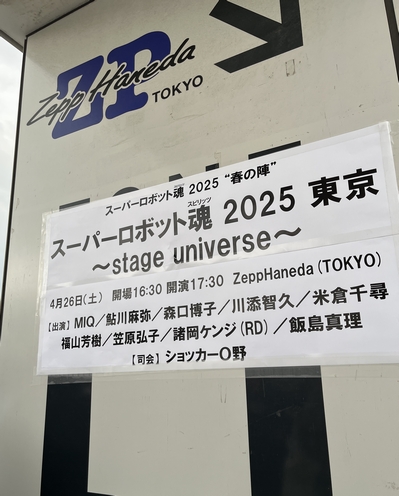 Zepp Haneda
ZP
TOKYO
スーパーロボット魂 2025 “春の陣”
スピリッツ
スーパーロボット魂 2025 東京
～stage universe～
4月26日(土) 開場16:30 開演17:30 ZeppHaneda(TOKYO)
【出演】MIQ／鮎川麻弥／森口博子／川添智久／米倉千尋
福山芳樹／笠原弘子／諸岡ケンジ(RD)／飯島真理
【司会】ショッカーO野